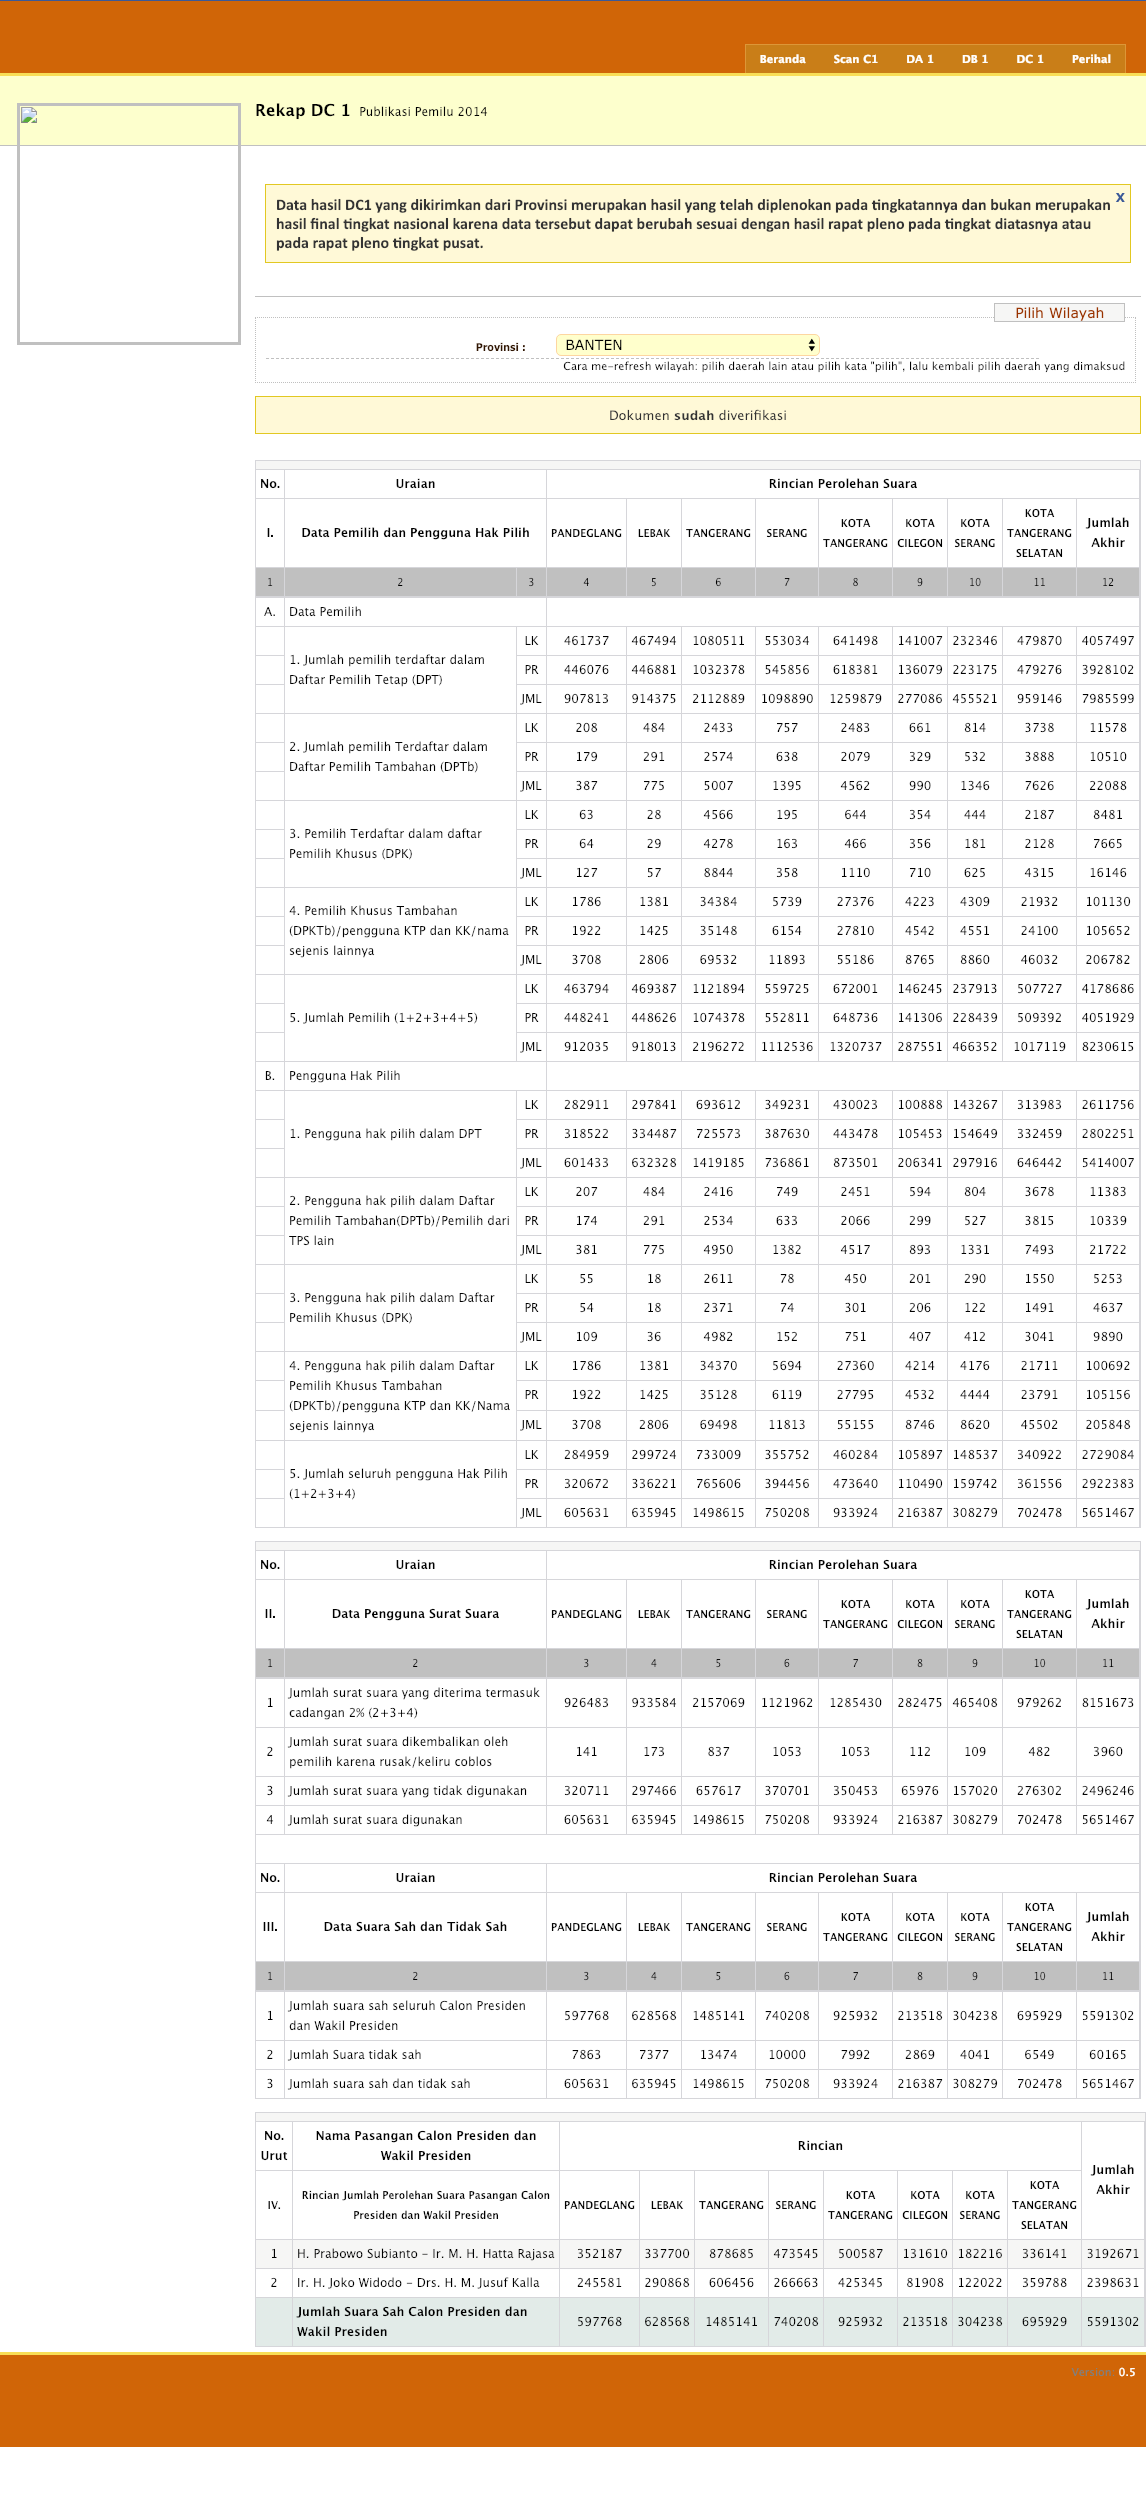 Beranda Scan C1 DA 1 DB 1 DC 1 Perihal
Rekap DC 1 Publikasi Pemilu 2014
x
Data hasil DC1 yang dikirimkan dari Provinsi merupakan hasil yang telah diplenokan pada tingkatannya dan bukan merupakan
hasil final tingkat nasional karena data tersebut dapat berubah sesuai dengan hasil rapat pleno pada tingkat diatasnya atau
pada rapat pleno tingkat pusat.
Pilih Wilayah
Provinsi : BANTEN
Cara me-refresh wilayah: pilih daerah lain atau pilih kata "pilih", lalu kembali pilih daerah yang dimaksud
Dokumen sudah diverifikasi
No. Uraian Rincian Perolehan Suara
I. Data Pemilih dan Pengguna Hak Pilih PANDEGLANG LEBAK TANGERANG SERANG KOTA TANGERANG KOTA CILEGON KOTA SERANG KOTA TANGERANG SELATAN Jumlah Akhir
1 2 3 4 5 6 7 8 9 10 11 12
A. Data Pemilih
1. Jumlah pemilih terdaftar dalam
Daftar Pemilih Tetap (DPT)
LK 461737 467494 1080511 553034 641498 141007 232346 479870 4057497
PR 446076 446881 1032378 545856 618381 136079 223175 479276 3928102
JML 907813 914375 2112889 1098890 1259879 277086 455521 959146 7985599
2. Jumlah pemilih Terdaftar dalam
Daftar Pemilih Tambahan (DPTb)
LK 208 484 2433 757 2483 661 814 3738 11578
PR 179 291 2574 638 2079 329 532 3888 10510
JML 387 775 5007 1395 4562 990 1346 7626 22088
3. Pemilih Terdaftar dalam daftar
Pemilih Khusus (DPK)
LK 63 28 4566 195 644 354 444 2187 8481
PR 64 29 4278 163 466 356 181 2128 7665
JML 127 57 8844 358 1110 710 625 4315 16146
4. Pemilih Khusus Tambahan
(DPKTb)/pengguna KTP dan KK/nama
sejenis lainnya
LK 1786 1381 34384 5739 27376 4223 4309 21932 101130
PR 1922 1425 35148 6154 27810 4542 4551 24100 105652
JML 3708 2806 69532 11893 55186 8765 8860 46032 206782
5. Jumlah Pemilih (1+2+3+4+5)
LK 463794 469387 1121894 559725 672001 146245 237913 507727 4178686
PR 448241 448626 1074378 552811 648736 141306 228439 509392 4051929
JML 912035 918013 2196272 1112536 1320737 287551 466352 1017119 8230615
B. Pengguna Hak Pilih
1. Pengguna hak pilih dalam DPT
LK 282911 297841 693612 349231 430023 100888 143267 313983 2611756
PR 318522 334487 725573 387630 443478 105453 154649 332459 2802251
JML 601433 632328 1419185 736861 873501 206341 297916 646442 5414007
2. Pengguna hak pilih dalam Daftar
Pemilih Tambahan(DPTb)/Pemilih dari
TPS lain
LK 207 484 2416 749 2451 594 804 3678 11383
PR 174 291 2534 633 2066 299 527 3815 10339
JML 381 775 4950 1382 4517 893 1331 7493 21722
3. Pengguna hak pilih dalam Daftar
Pemilih Khusus (DPK)
LK 55 18 2611 78 450 201 290 1550 5253
PR 54 18 2371 74 301 206 122 1491 4637
JML 109 36 4982 152 751 407 412 3041 9890
4. Pengguna hak pilih dalam Daftar
Pemilih Khusus Tambahan
(DPKTb)/pengguna KTP dan KK/Nama
sejenis lainnya
LK 1786 1381 34370 5694 27360 4214 4176 21711 100692
PR 1922 1425 35128 6119 27795 4532 4444 23791 105156
JML 3708 2806 69498 11813 55155 8746 8620 45502 205848
5. Jumlah seluruh pengguna Hak Pilih
(1+2+3+4)
LK 284959 299724 733009 355752 460284 105897 148537 340922 2729084
PR 320672 336221 765606 394456 473640 110490 159742 361556 2922383
JML 605631 635945 1498615 750208 933924 216387 308279 702478 5651467
No. Uraian Rincian Perolehan Suara
II. Data Pengguna Surat Suara PANDEGLANG LEBAK TANGERANG SERANG KOTA TANGERANG KOTA CILEGON KOTA SERANG KOTA TANGERANG SELATAN Jumlah Akhir
1 2 3 4 5 6 7 8 9 10 11
1 Jumlah surat suara yang diterima termasuk
cadangan 2% (2+3+4) 926483 933584 2157069 1121962 1285430 282475 465408 979262 8151673
2 Jumlah surat suara dikembalikan oleh
pemilih karena rusak/keliru coblos 141 173 837 1053 1053 112 109 482 3960
3 Jumlah surat suara yang tidak digunakan 320711 297466 657617 370701 350453 65976 157020 276302 2496246
4 Jumlah surat suara digunakan 605631 635945 1498615 750208 933924 216387 308279 702478 5651467
No. Uraian Rincian Perolehan Suara
III. Data Suara Sah dan Tidak Sah PANDEGLANG LEBAK TANGERANG SERANG KOTA TANGERANG KOTA CILEGON KOTA SERANG KOTA TANGERANG SELATAN Jumlah Akhir
1 2 3 4 5 6 7 8 9 10 11
1 Jumlah suara sah seluruh Calon Presiden
dan Wakil Presiden 597768 628568 1485141 740208 925932 213518 304238 695929 5591302
2 Jumlah Suara tidak sah 7863 7377 13474 10000 7992 2869 4041 6549 60165
3 Jumlah suara sah dan tidak sah 605631 635945 1498615 750208 933924 216387 308279 702478 5651467
No. Urut Nama Pasangan Calon Presiden dan Wakil Presiden Rincian Jumlah Akhir
IV. Rincian Jumlah Perolehan Suara Pasangan Calon Presiden dan Wakil Presiden PANDEGLANG LEBAK TANGERANG SERANG KOTA TANGERANG KOTA CILEGON KOTA SERANG KOTA TANGERANG SELATAN
1 H. Prabowo Subianto - Ir. M. H. Hatta Rajasa 352187 337700 878685 473545 500587 131610 182216 336141 3192671
2 Ir. H. Joko Widodo - Drs. H. M. Jusuf Kalla 245581 290868 606456 266663 425345 81908 122022 359788 2398631
Jumlah Suara Sah Calon Presiden dan
Wakil Presiden 597768 628568 1485141 740208 925932 213518 304238 695929 5591302
Version 0.5